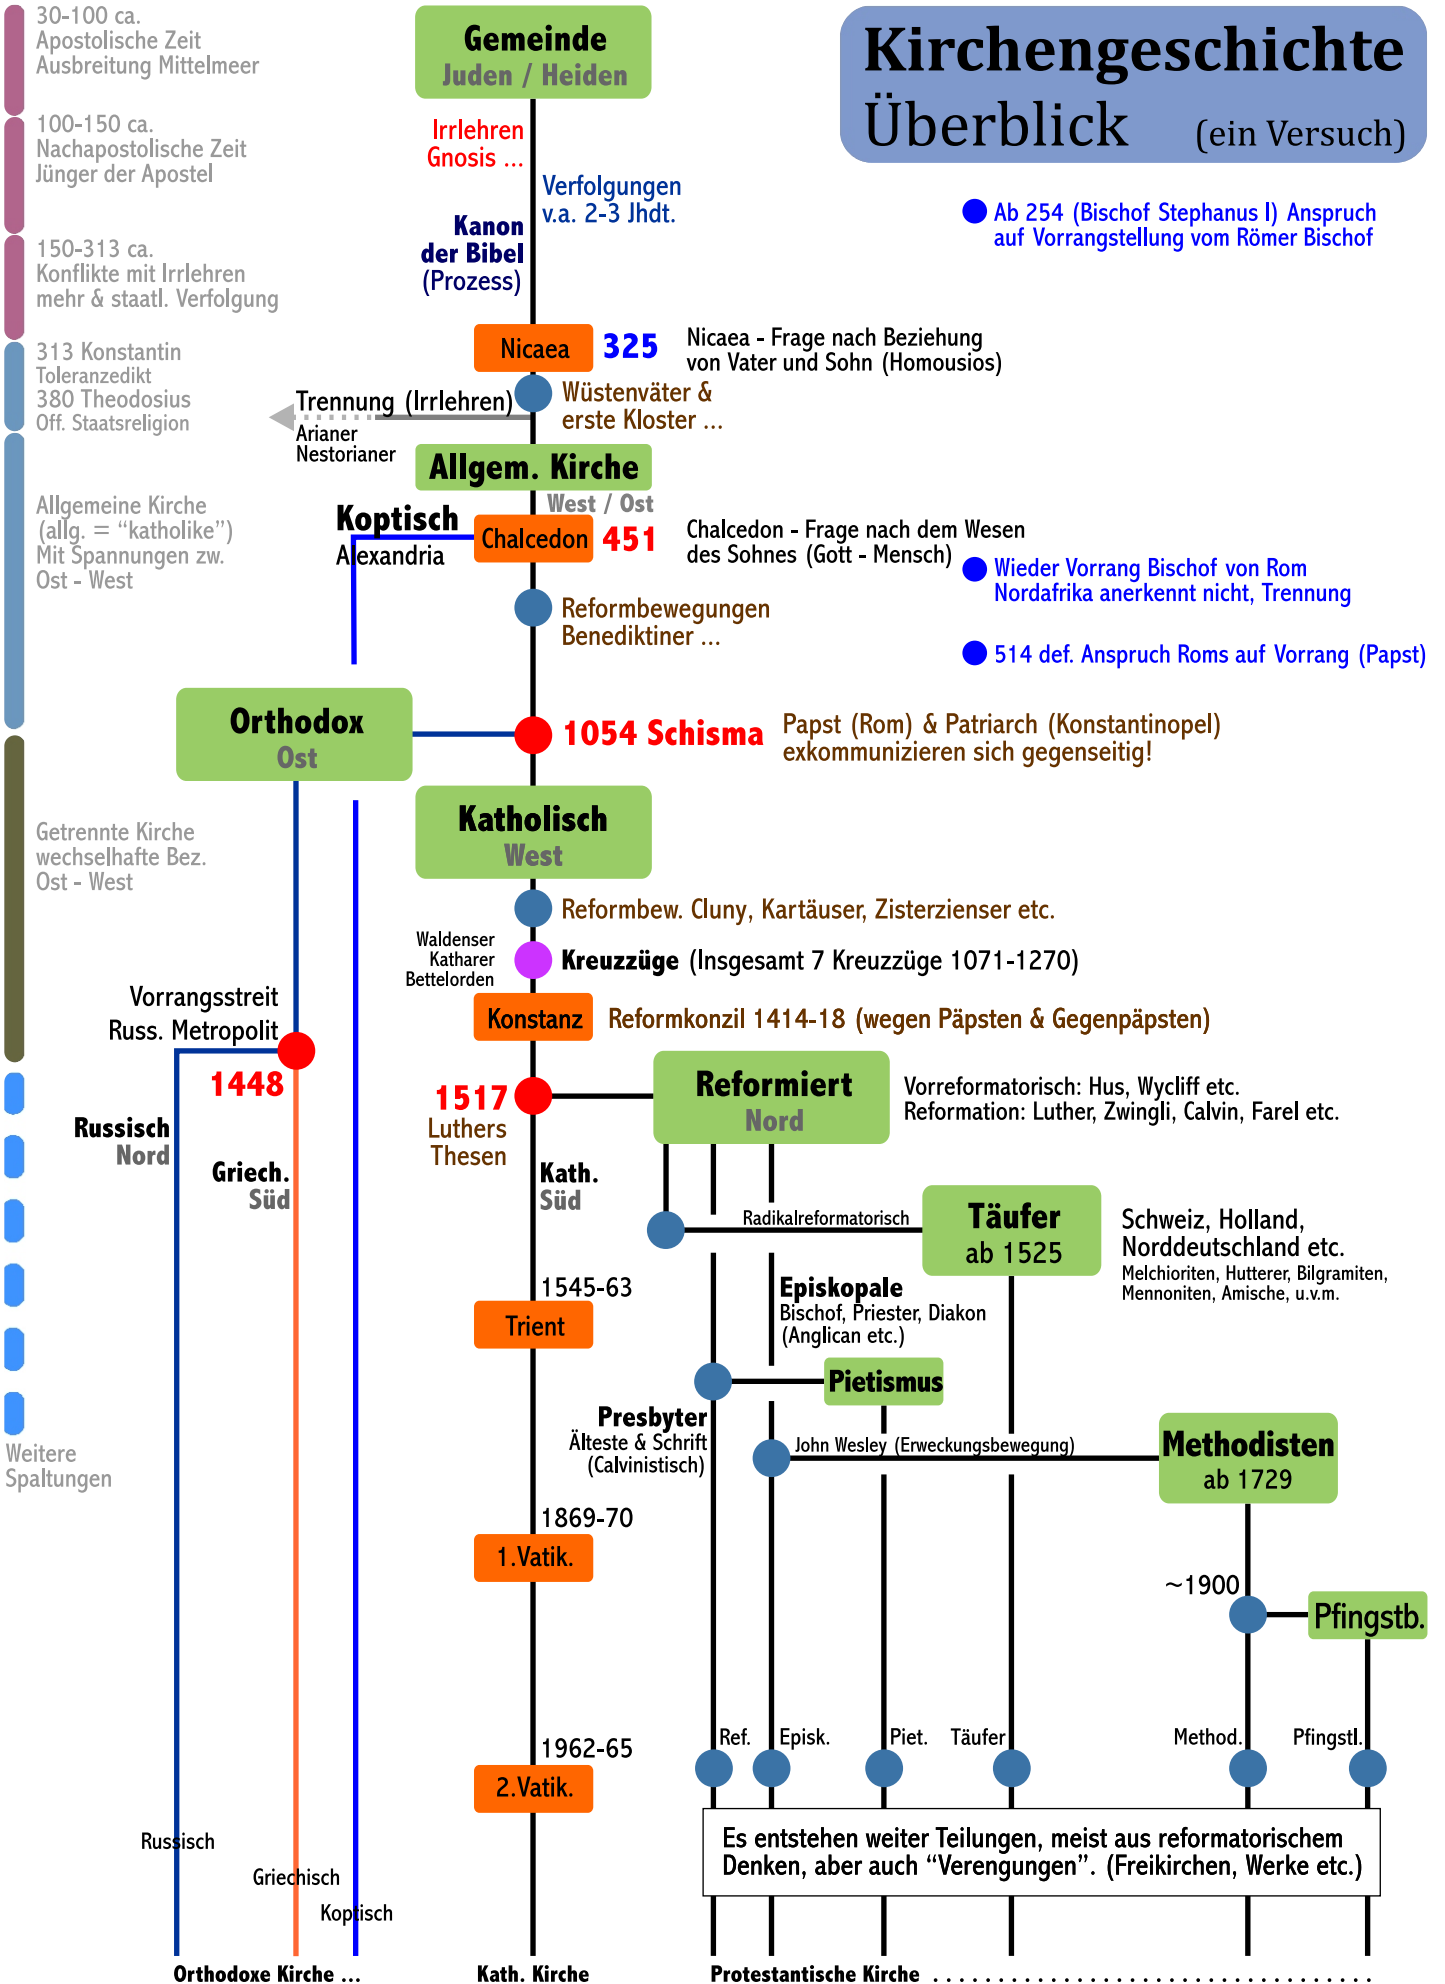 Kirchengeschichte
Überblick (ein Versuch)
30-100 ca.
Apostolische Zeit
Ausbreitung Mittelmeer
100-150 ca.
Nachapostolische Zeit
Jünger der Apostel
150-313 ca.
Konflikte mit Irrlehren
mehr & staatl. Verfolgung
313 Konstantin
Toleranzedikt
380 Theodosius
Off. Staatsreligion
Allgemeine Kirche
(allg. = “katholike”)
Mit Spannungen zw.
Ost - West
Getrennte Kirche
wechselhafte Bez.
Ost - West
Weitere
Spaltungen
Gemeinde
Juden / Heiden
Irrlehren
Gnosis ...
Verfolgungen
v.a. 2-3 Jhdt.
Kanon
der Bibel
(Prozess)
Ab 254 (Bischof Stephanus I) Anspruch
auf Vorrangstellung vom Römer Bischof
Nicaea
325
Nicaea - Frage nach Beziehung
von Vater und Sohn (Homousios)
Trennung (Irrlehren)
Arianer
Nestorianer
Wüstenväter &
erste Kloster ...
Allgem. Kirche
West / Ost
Koptisch
Alexandria
Chalcedon
451
Chalcedon - Frage nach dem Wesen
des Sohnes (Gott - Mensch)
Wieder Vorrang Bischof von Rom
Nordafrika anerkennt nicht, Trennung
Reformbewegungen
Benediktiner ...
514 def. Anspruch Roms auf Vorrang (Papst)
Orthodox
Ost
1054 Schisma
Papst (Rom) & Patriarch (Konstantinopel)
exkommunizieren sich gegenseitig!
Katholisch
West
Reformbew. Cluny, Kartäuser, Zisterzienser etc.
Waldenser
Katharer
Bettelorden
Kreuzzüge (Insgesamt 7 Kreuzzüge 1071-1270)
Konstanz
Reformkonzil 1414-18 (wegen Päpsten & Gegenpäpsten)
Vorrangsstreit
Russ. Metropolit
1448
Russisch
Nord
Griech.
Süd
1517
Luthers
Thesen
Kath.
Süd
Reformiert
Nord
Vorreformatorisch: Hus, Wycliff etc.
Reformation: Luther, Zwingli, Calvin, Farel etc.
Radikalreformatorisch
Täufer
ab 1525
Schweiz, Holland,
Norddeutschland etc.
Melchioriten, Hutterer, Bilgramiten,
Mennoniten, Amische, u.v.m.
1545-63
Trient
Episkopale
Bischof, Priester, Diakon
(Anglican etc.)
Pietismus
Presbyter
Älteste & Schrift
(Calvinistisch)
John Wesley (Erweckungsbewegung)
Methodisten
ab 1729
1869-70
1.Vatik.
~1900
Pfingstb.
1962-65
2.Vatik.
Ref.
Episk.
Piet.
Täufer
Method.
Pfingstl.
Es entstehen weiter Teilungen, meist aus reformatorischem
Denken, aber auch “Verengungen”. (Freikirchen, Werke etc.)
Russisch
Griechisch
Koptisch
Orthodoxe Kirche ...
Kath. Kirche
Protestantische Kirche ..................................